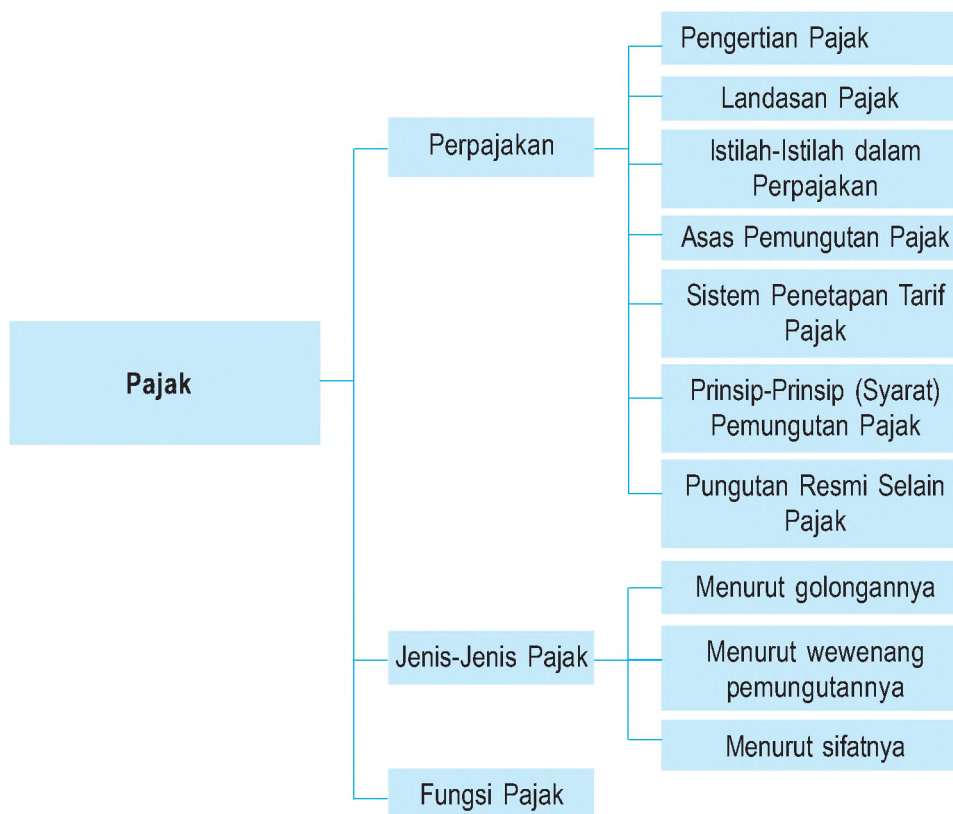 Pengertian Pajak
Landasan Pajak
Perpajakan
Istilah-Istilah dalam
Perpajakan
Asas Pemungutan Pajak
Sistem Penetapan Tarif
Pajak
Pajak
Prinsip-Prinsip (Syarat)
Pemungutan Pajak
Pungutan Resmi Selain
Pajak
Menurut golongannya
Jenis-Jenis Pajak
Menurut wewenang
pemungutannya
Menurut sifatnya
Fungsi Pajak